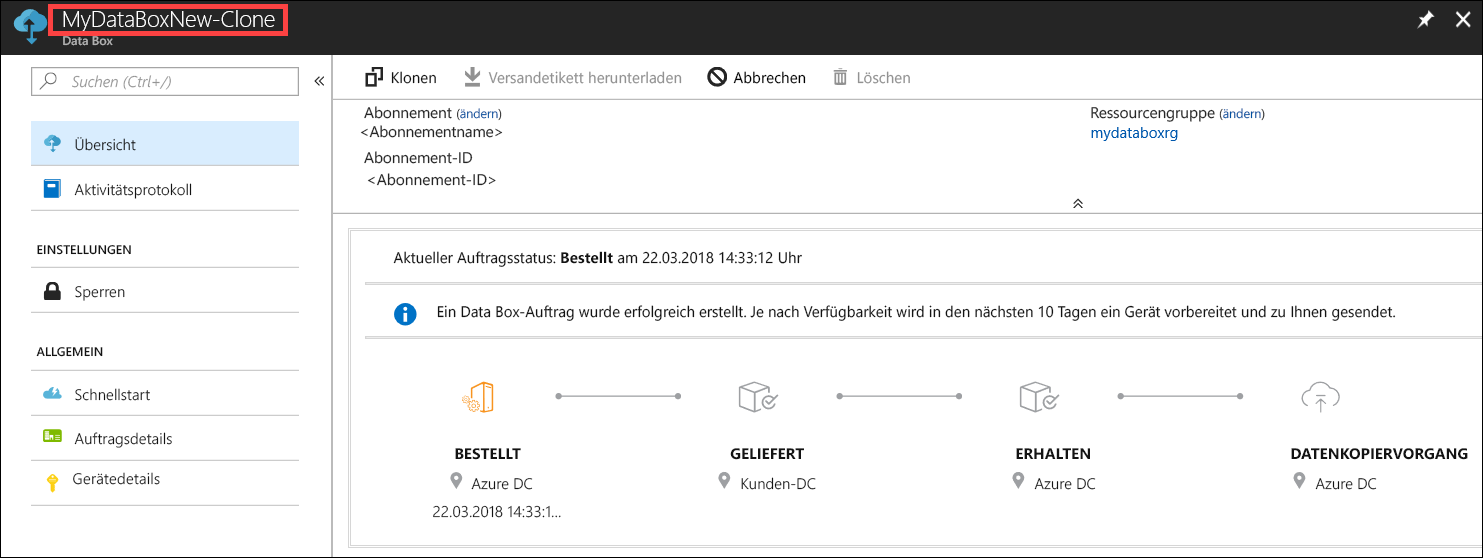 MyDataBoxNew-Clone
Data Box
Suchen (Ctrl+/)
Übersicht
Aktivitätsprotokoll
EINSTELLUNGEN
Sperren
ALLGEMEIN
Schnellstart
Auftragsdetails
Gerätedetails
Klonen Versandetikett herunterladen Abbrechen Löschen
Abonnement (ändern) Ressourcengruppe (ändern)
<Abonnementname> mydataboxrg
Abonnement-ID
<Abonnement-ID>
Aktueller Auftragsstatus: Bestellt am 22.03.2018 14:33:12 Uhr
Ein Data Box-Auftrag wurde erfolgreich erstellt. Je nach Verfügbarkeit wird in den nächsten 10 Tagen ein Gerät vorbereitet und zu Ihnen gesendet.
BESTELLT GELIEFERT ERHALTEN DATENKOPIERVORGANG
Azure DC Kunden-DC Azure DC Azure DC
22.03.2018 14:33:1...